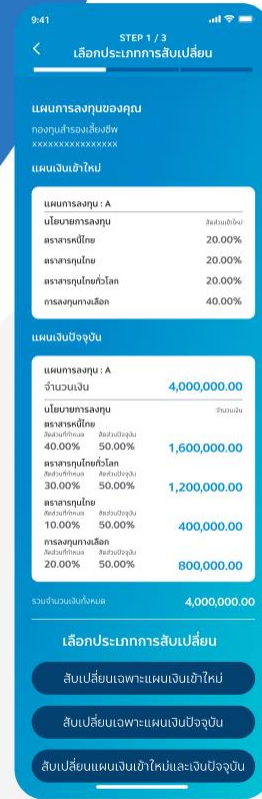 9:41
STEP 1 / 3
เลือกประเภทการสับเปลี่ยน
แผนการลงทุนของคุณ
กองทุนสำรองเลี้ยงชีพ
xxxxxxxxxxxxxxxx
แผนเงินเข้าใหม่
แผนการลงทุน : A
นโยบายการลงทุน สัดส่วนเข้าใหม่
ตราสารหนี้ไทย 20.00%
ตราสารทุนไทย 20.00%
ตราสารทุนไทยทั่วโลก 20.00%
การลงทุนทางเลือก 40.00%
แผนเงินปัจจุบัน
แผนการลงทุน : A
จำนวนเงิน 4,000,000.00
นโยบายการลงทุน จำนวนเงิน
ตราสารหนี้ไทย
สัดส่วนที่กำหนด สัดส่วนปัจจุบัน
40.00% 50.00% 1,600,000.00
ตราสารทุนไทยทั่วโลก
สัดส่วนที่กำหนด สัดส่วนปัจจุบัน
30.00% 50.00% 1,200,000.00
ตราสารทุนไทย
สัดส่วนที่กำหนด สัดส่วนปัจจุบัน
10.00% 50.00% 400,000.00
การลงทุนทางเลือก
สัดส่วนที่กำหนด สัดส่วนปัจจุบัน
20.00% 50.00% 800,000.00
รวมจำนวนเงินทั้งหมด 4,000,000.00
เลือกประเภทการสับเปลี่ยน
สับเปลี่ยนเฉพาะแผนเงินเข้าใหม่
สับเปลี่ยนเฉพาะแผนเงินปัจจุบัน
สับเปลี่ยนแผนเงินเข้าใหม่และเงินปัจจุบัน